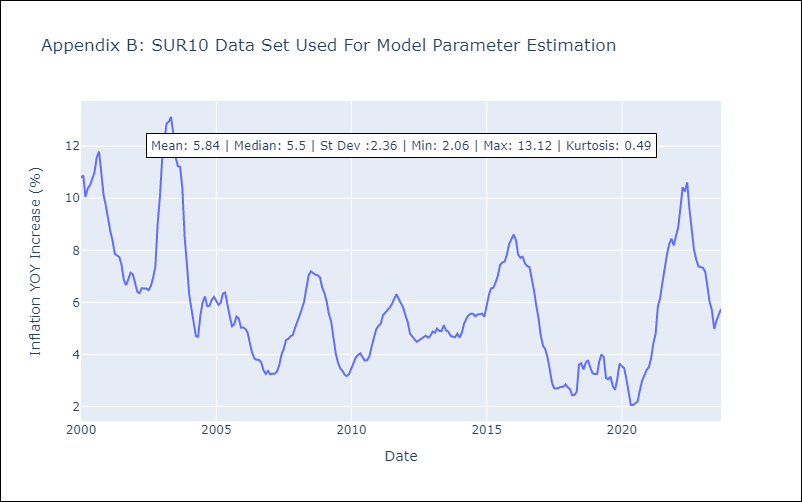 Appendix B: SUR10 Data Set Used For Model Parameter Estimation
Mean: 5.84 | Median: 5.5 | St Dev :2.36 | Min: 2.06 | Max: 13.12 | Kurtosis: 0.49
Inflation YOY Increase (%)
12
10
8
6
4
2
2000
2005
2010
2015
2020
Date